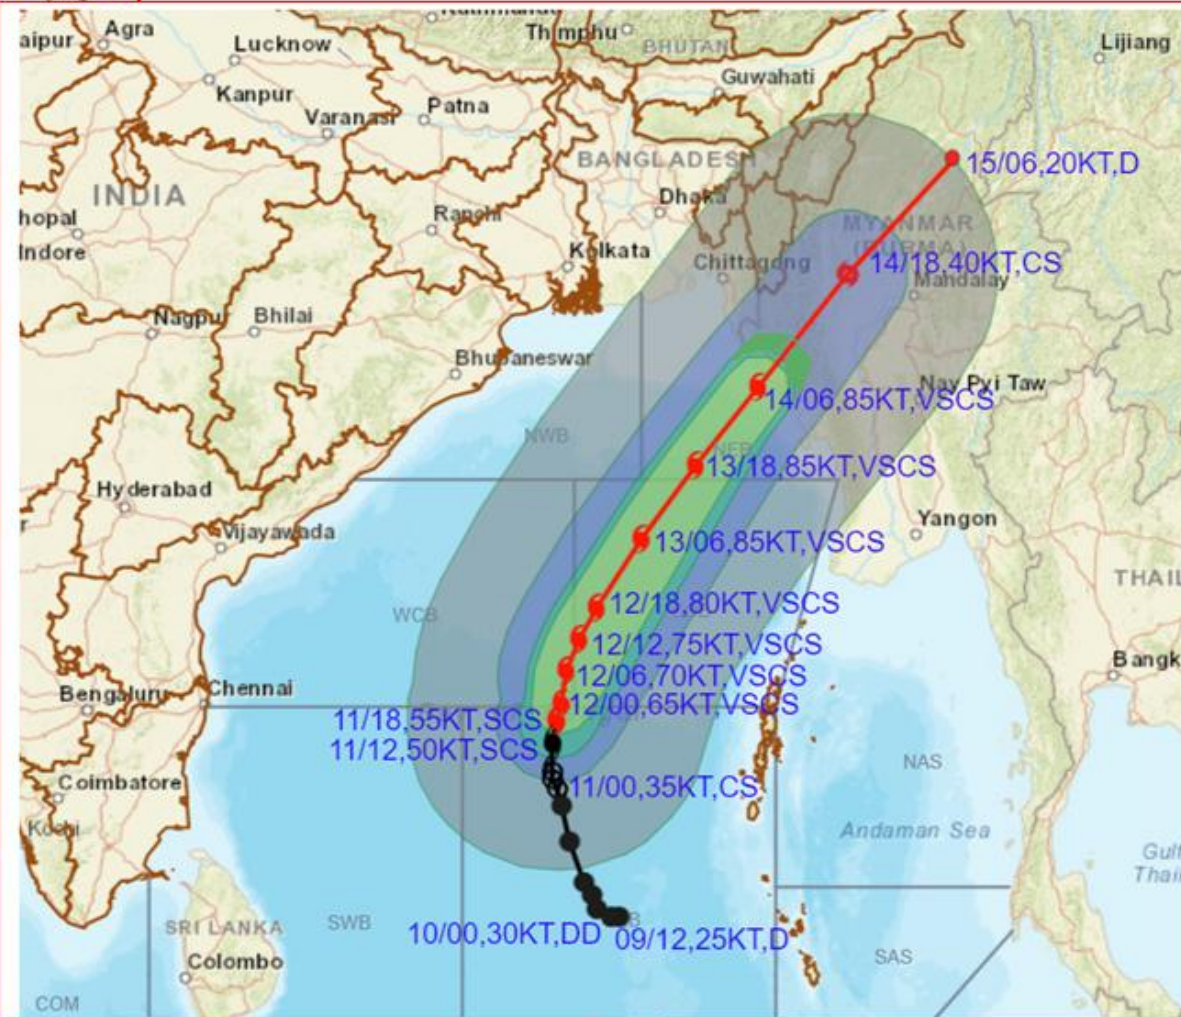 Kathmandu
Agra
aipur
Lucknow
Thimphu
BHUTAN
Lijiang
Guwahati
Kanpur
Patna
Varanasi
BANGLADESH
15/06,20KT,D
INDIA
Dhaka
hopal
Ranchi
MYANMAR
(BURMA)
Indore
Kolkata
Chittagong
14/18,40KT,CS
Mandalay
Nagpur
Bhilai
Bhubaneswar
Nay Pyi Taw
14/06,85KT,VSCS
NWB
13/18,85KT,VSCS
Hyderabad
Yangon
Vijayawada
13/06,85KT,VSCS
THAIL
12/18,80KT,VSCS
WCB
12/12,75KT,VSCS
Bangk
12/06,70KT,VSCS
Bengaluru
Chennai
12/00,65KT,VSCS
11/18,55KT,SCS
11/12,50KT,SCS
NAS
Coimbatore
11/00,35KT,CS
Kochi
Andaman Sea
Gulf
Thail
SRI LANKA
SWB
10/00,30KT,DD
09/12,25KT,D
Colombo
SAS
COM